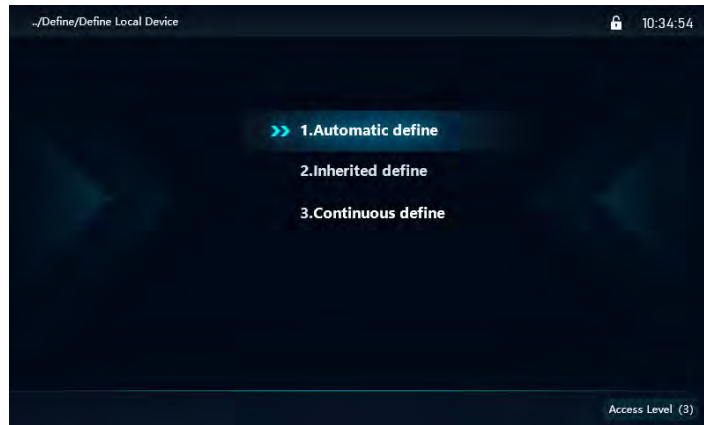 ../Define/Define Local Device
10:34:54
1.Automatic define
2.Inherited define
3.Continuous define
Access Level (3)